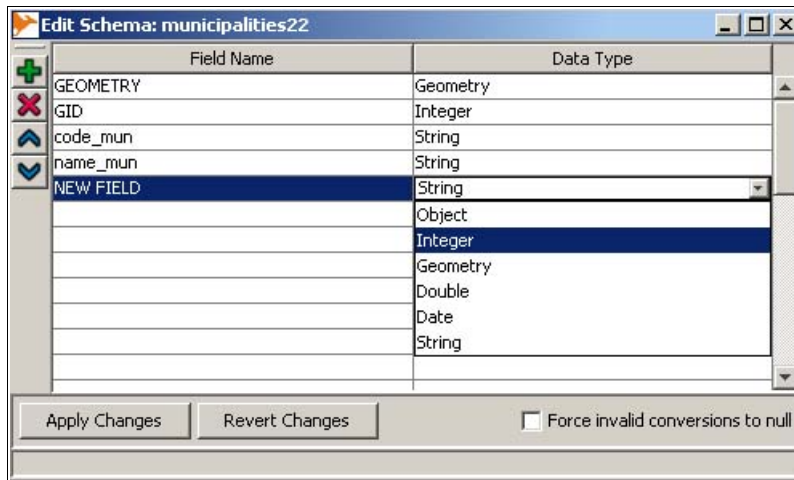 Edit Schema: municipalities22
Field Name Data Type
GEOMETRY Geometry
GID Integer
code_mun String
name_mun String
NEW FIELD String
Object
Integer
Geometry
Double
Date
String
Apply Changes Revert Changes Force invalid conversions to null